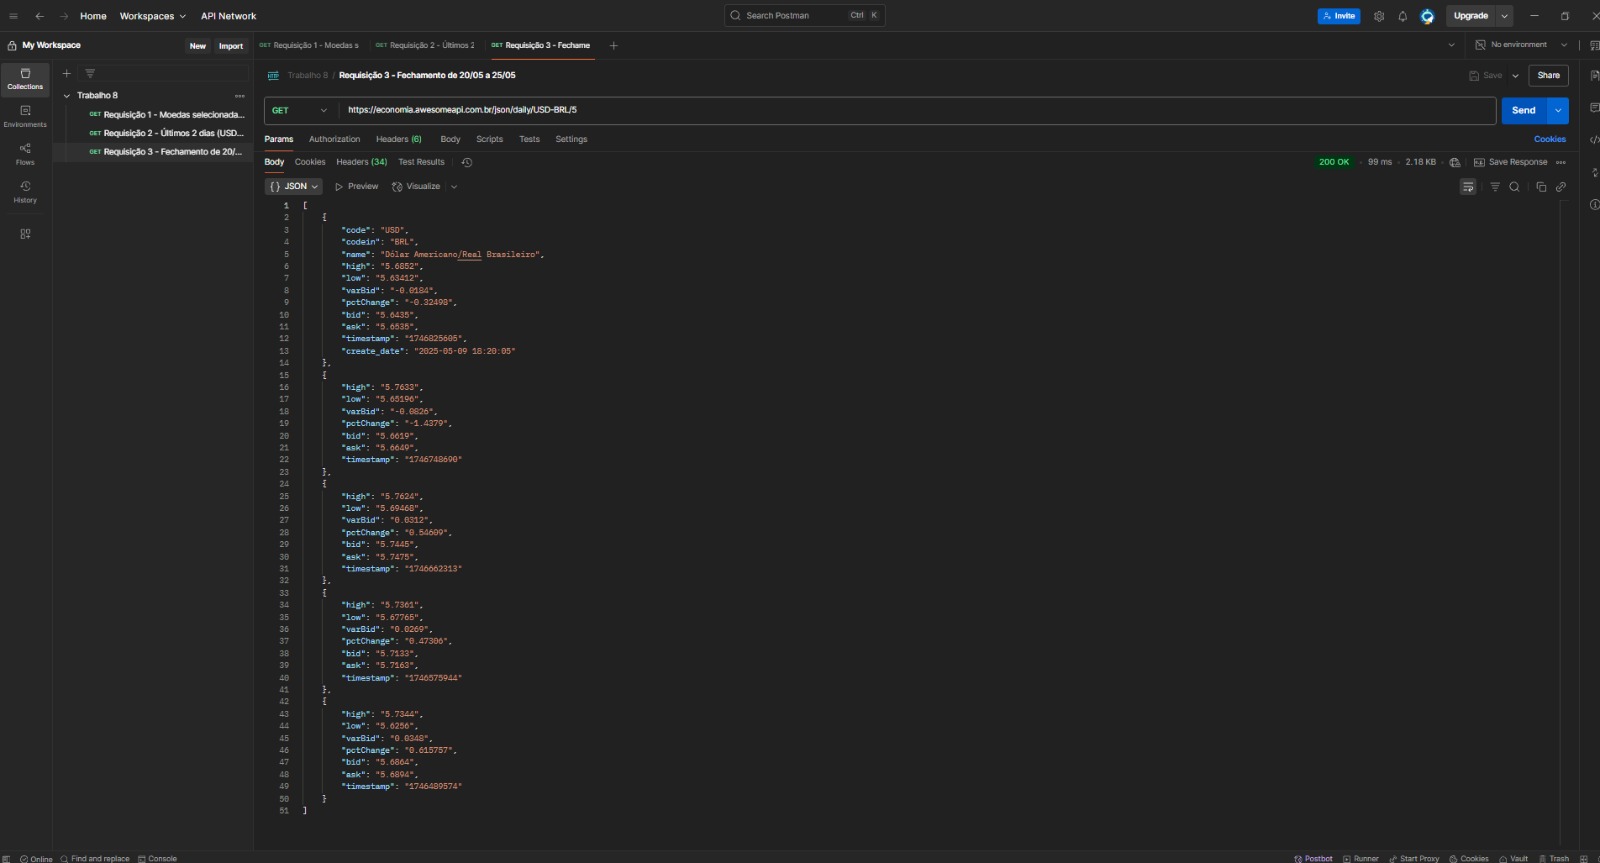 Home Workspaces API Network Search Postman Ctrl K Invite Upgrade
My Workspace New Import GET Requisição 1 - Moedas s GET Requisição 2 - Últimos 2 GET Requisição 3 - Fechame No environment
Collections
Environments
Flows
History
Trabalho 8
GET Requisição 1 - Moedas selecionada...
GET Requisição 2 - Últimos 2 dias (USD...
GET Requisição 3 - Fechamento de 20/...
HTTP Trabalho 8 / Requisição 3 - Fechamento de 20/05 a 25/05 Save Share
GET https://economia.awesomeapi.com.br/json/daily/USD-BRL/5 Send
Params Authorization Headers (6) Body Scripts Tests Settings Cookies
Body Cookies Headers (34) Test Results 200 OK 99 ms 2.18 KB Save Response
{ } JSON Preview Visualize
1 [
2 {
3 "code": "USD",
4 "codein": "BRL",
5 "name": "Dólar Americano/Real Brasileiro",
6 "high": "5.6852",
7 "low": "5.63412",
8 "varBid": "-0.0184",
9 "pctChange": "-0.32498",
10 "bid": "5.6435",
11 "ask": "5.6535",
12 "timestamp": "1746825605",
13 "create_date": "2025-05-09 18:20:05"
14 },
15 {
16 "high": "5.7633",
17 "low": "5.65196",
18 "varBid": "-0.0826",
19 "pctChange": "-1.4379",
20 "bid": "5.6619",
21 "ask": "5.6649",
22 "timestamp": "1746748690"
23 },
24 {
25 "high": "5.7624",
26 "low": "5.69468",
27 "varBid": "0.0312",
28 "pctChange": "0.54609",
29 "bid": "5.7445",
30 "ask": "5.7475",
31 "timestamp": "1746662313"
32 },
33 {
34 "high": "5.7361",
35 "low": "5.67765",
36 "varBid": "0.0269",
37 "pctChange": "0.47306",
38 "bid": "5.7133",
39 "ask": "5.7163",
40 "timestamp": "1746575944"
41 },
42 {
43 "high": "5.7344",
44 "low": "5.6256",
45 "varBid": "0.0348",
46 "pctChange": "0.615757",
47 "bid": "5.6864",
48 "ask": "5.6894",
49 "timestamp": "1746489574"
50 }
51 ]
Online Find and replace Console Postbot Runner Start Proxy Cookies Vault Trash